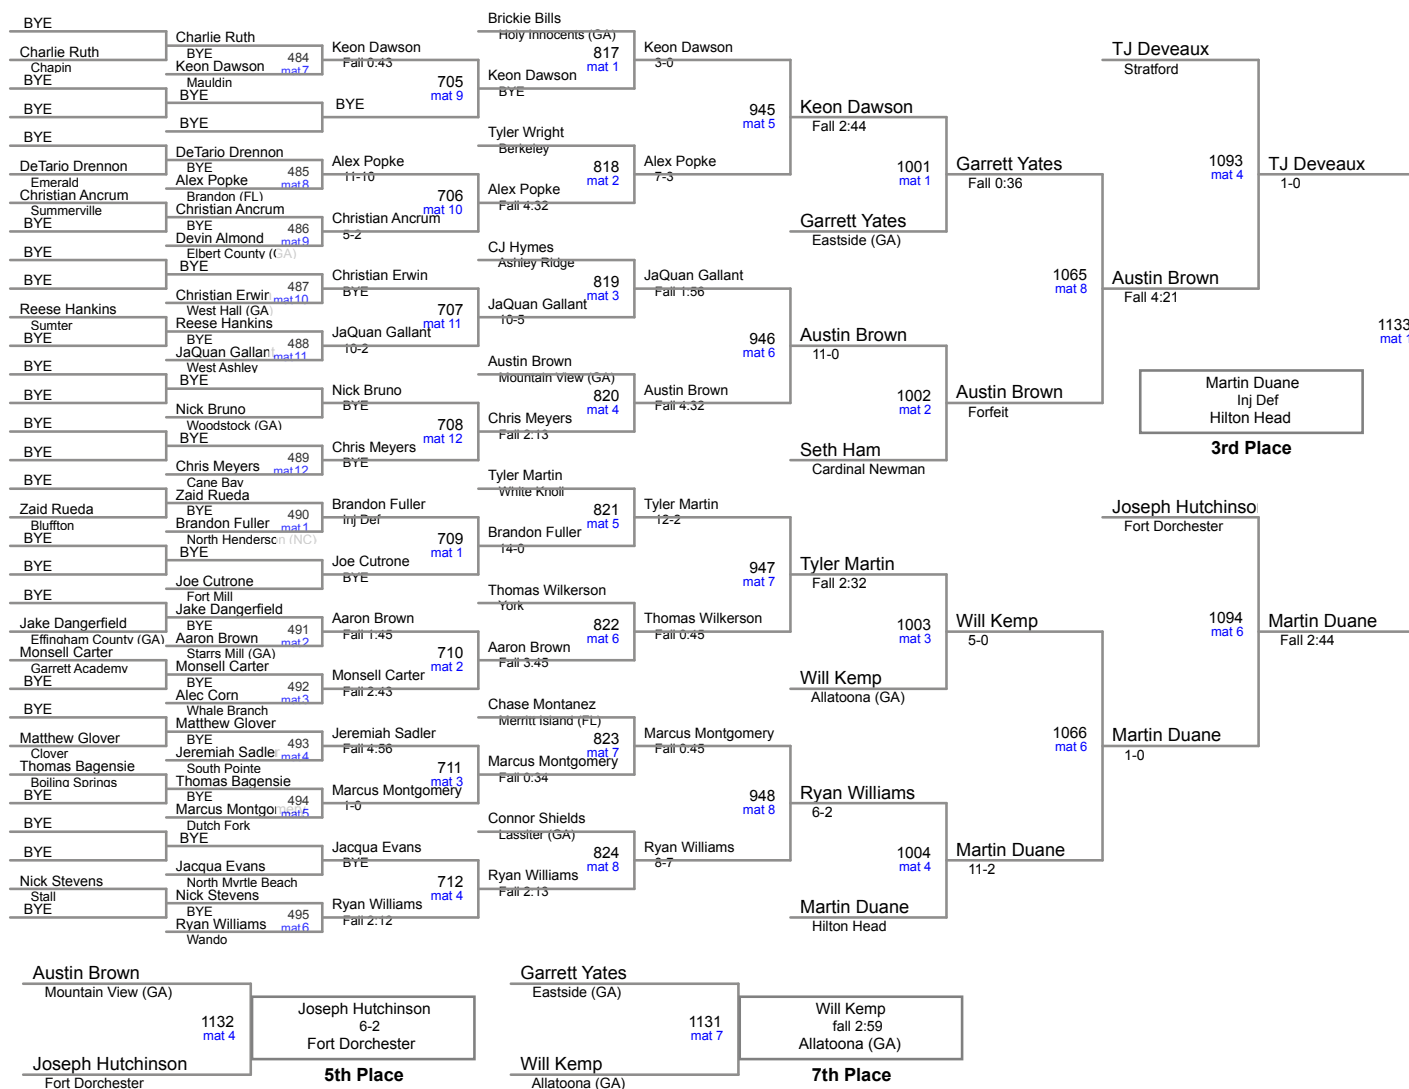 BYE
Charlie Ruth
Chapin
BYE
BYE
BYE
DeTario Drennon
Emerald
Christian Ancrum
Summerville
BYE
BYE
BYE
Reese Hankins
Sumter
BYE
BYE
BYE
BYE
BYE
BYE
Zaid Rueda
Bluffton
BYE
BYE
BYE
Jake Dangerfield
Effingham County (GA)
Monsell Carter
Garrett Academy
BYE
BYE
Matthew Glover
Clover
Thomas Bagensie
Boiling Springs
BYE
BYE
BYE
Nick Stevens
Stall
BYE
Charlie Ruth
BYE
484
Keon Dawson
mat 7
Mauldin
BYE
BYE
DeTario Drennon
BYE
485
Alex Popke
mat 8
Brandon (FL)
Christian Ancrum
BYE
486
Devin Almond
mat 9
Elbert County (GA)
BYE
487
Christian Erwin
mat 10
West Hall (GA)
Reese Hankins
BYE
488
JaQuan Gallant
mat 11
West Ashley
BYE
Nick Bruno
Woodstock (GA)
BYE
489
Chris Meyers
mat 12
Cane Bay
Zaid Rueda
BYE
490
Brandon Fuller
mat 1
North Henderson (NC)
BYE
Joe Cutrone
Fort Mill
Jake Dangerfield
BYE
491
Aaron Brown
mat 2
Starrs Mill (GA)
Monsell Carter
BYE
492
Alec Corn
mat 3
Whale Branch
Matthew Glover
BYE
493
Jeremiah Sadler
mat 4
South Pointe
Thomas Bagensie
BYE
494
Marcus Montgomery
mat 5
Dutch Fork
BYE
Jacqua Evans
North Myrtle Beach
Nick Stevens
BYE
495
Ryan Williams
mat 6
Wando
Keon Dawson
Fall 0:43
705
mat 9
BYE
Alex Popke
11-10
706
mat 10
Christian Ancrum
5-2
Christian Erwin
BYE
707
mat 11
JaQuan Gallant
10-2
Nick Bruno
BYE
708
mat 12
Chris Meyers
BYE
Brandon Fuller
Inj Def
709
mat 1
Joe Cutrone
BYE
Aaron Brown
Fall 1:45
710
mat 2
Monsell Carter
Fall 2:43
Jeremiah Sadler
Fall 4:56
711
mat 3
Marcus Montgomery
1-0
Jacqua Evans
BYE
712
mat 4
Ryan Williams
Fall 2:12
Brickie Bills
Holy Innocents (GA)
817
mat 1
Keon Dawson
BYE
Tyler Wright
Berkeley
818
mat 2
Alex Popke
Fall 4:32
CJ Hymes
Ashley Ridge
819
mat 3
JaQuan Gallant
10-5
Austin Brown
Mountain View (GA)
820
mat 4
Chris Meyers
Fall 2:13
Tyler Martin
White Knoll
821
mat 5
Brandon Fuller
14-0
Thomas Wilkerson
York
822
mat 6
Aaron Brown
Fall 3:45
Chase Montanez
Merritt Island (FL)
823
mat 7
Marcus Montgomery
Fall 0:34
Connor Shields
Lassiter (GA)
824
mat 8
Ryan Williams
Fall 2:13
Keon Dawson
3-0
945
mat 5
Alex Popke
7-3
JaQuan Gallant
Fall 1:56
946
mat 6
Austin Brown
Fall 4:32
Tyler Martin
12-2
947
mat 7
Thomas Wilkerson
Fall 0:45
Marcus Montgomery
Fall 0:45
948
mat 8
Ryan Williams
8-7
Keon Dawson
Fall 2:44
1001
mat 1
Garrett Yates
Eastside (GA)
Austin Brown
11-0
1002
mat 2
Seth Ham
Cardinal Newman
Tyler Martin
Fall 2:32
1003
mat 3
Will Kemp
Allatoona (GA)
Ryan Williams
6-2
1004
mat 4
Martin Duane
Hilton Head
Garrett Yates
Fall 0:36
1065
mat 8
Austin Brown
Forfeit
Will Kemp
5-0
1066
mat 6
Martin Duane
11-2
TJ Deveaux
Stratford
1093
mat 4
Austin Brown
Fall 4:21
Joseph Hutchinso
Fort Dorchester
1094
mat 6
Martin Duane
1-0
TJ Deveaux
1-0
1133
mat 1
Martin Duane
Inj Def
Hilton Head
3rd Place
Martin Duane
Fall 2:44
Austin Brown
Mountain View (GA)
1132
mat 4
Joseph Hutchinson
Fort Dorchester
Joseph Hutchinson
6-2
Fort Dorchester
5th Place
Garrett Yates
Eastside (GA)
1131
mat 7
Will Kemp
Allatoona (GA)
Will Kemp
fall 2:59
Allatoona (GA)
7th Place